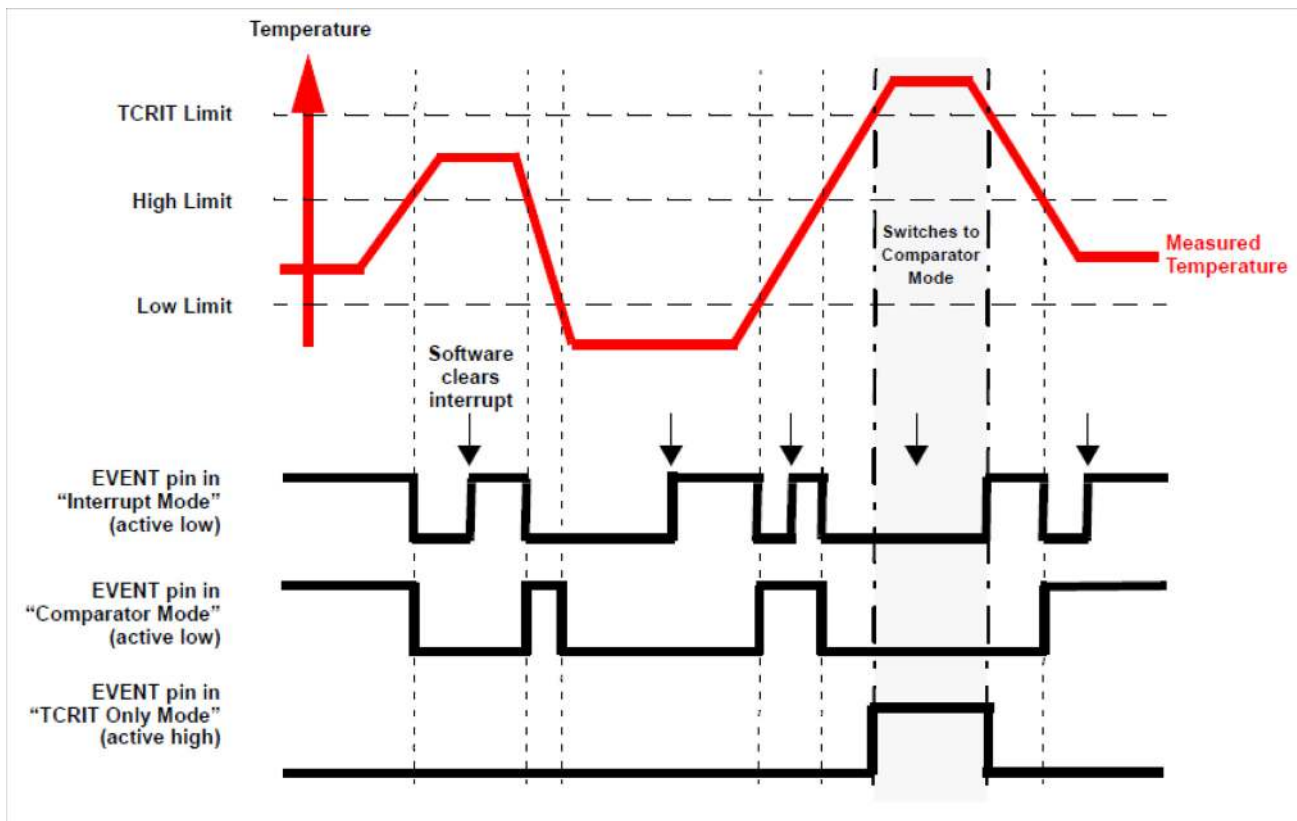 Temperature
TCRIT Limit
High Limit
Switches to
Comparator
Mode
Measured
Temperature
Low Limit
Software
clears
interrupt
EVENT pin in
“Interrupt Mode”
(active low)
EVENT pin in
“Comparator Mode”
(active low)
EVENT pin in
“TCRIT Only Mode”
(active high)